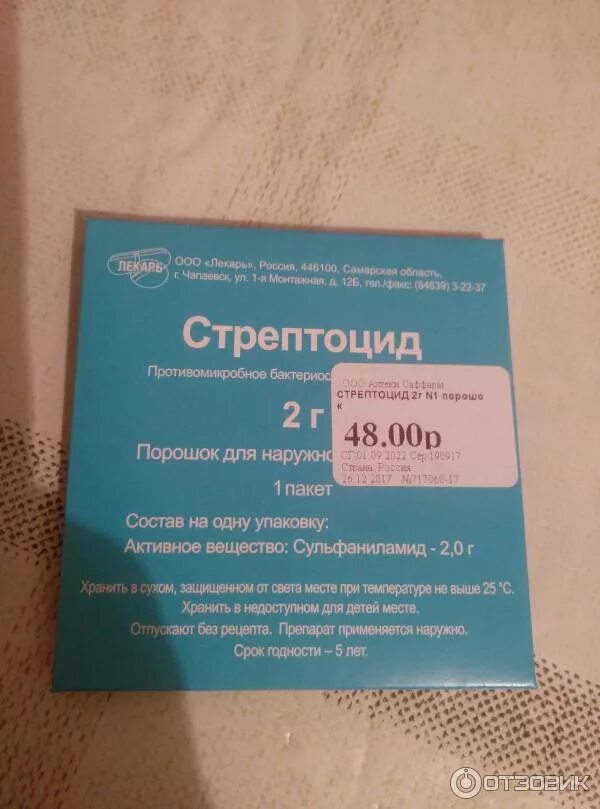 ЛЕКАРЬ
ООО «Лекарь», Россия, 446100, Самарская область,
г. Чапаевск, ул. 1-я Монтажная, д. 12Б, тел./факс: (84639) 3-22-37
Стрептоцид
Противомикробное бактериос
2 г
Порошок для наружно
1 пакет
ООО Аптеки Саффарм
СТРЕПТОЦИД 2г N1 порошо
к
48.00р
СГ:01.09.2022 Сер:190917
Страна: Россия
26.12.2017 №717060-17
Состав на одну упаковку:
Активное вещество: Сульфаниламид - 2,0 г
Хранить в сухом, защищенном от света месте при температуре не выше 25 °С.
Хранить в недоступном для детей месте.
Отпускают без рецепта. Препарат применяется наружно.
Срок годности – 5 лет.
ОТЗОВИК